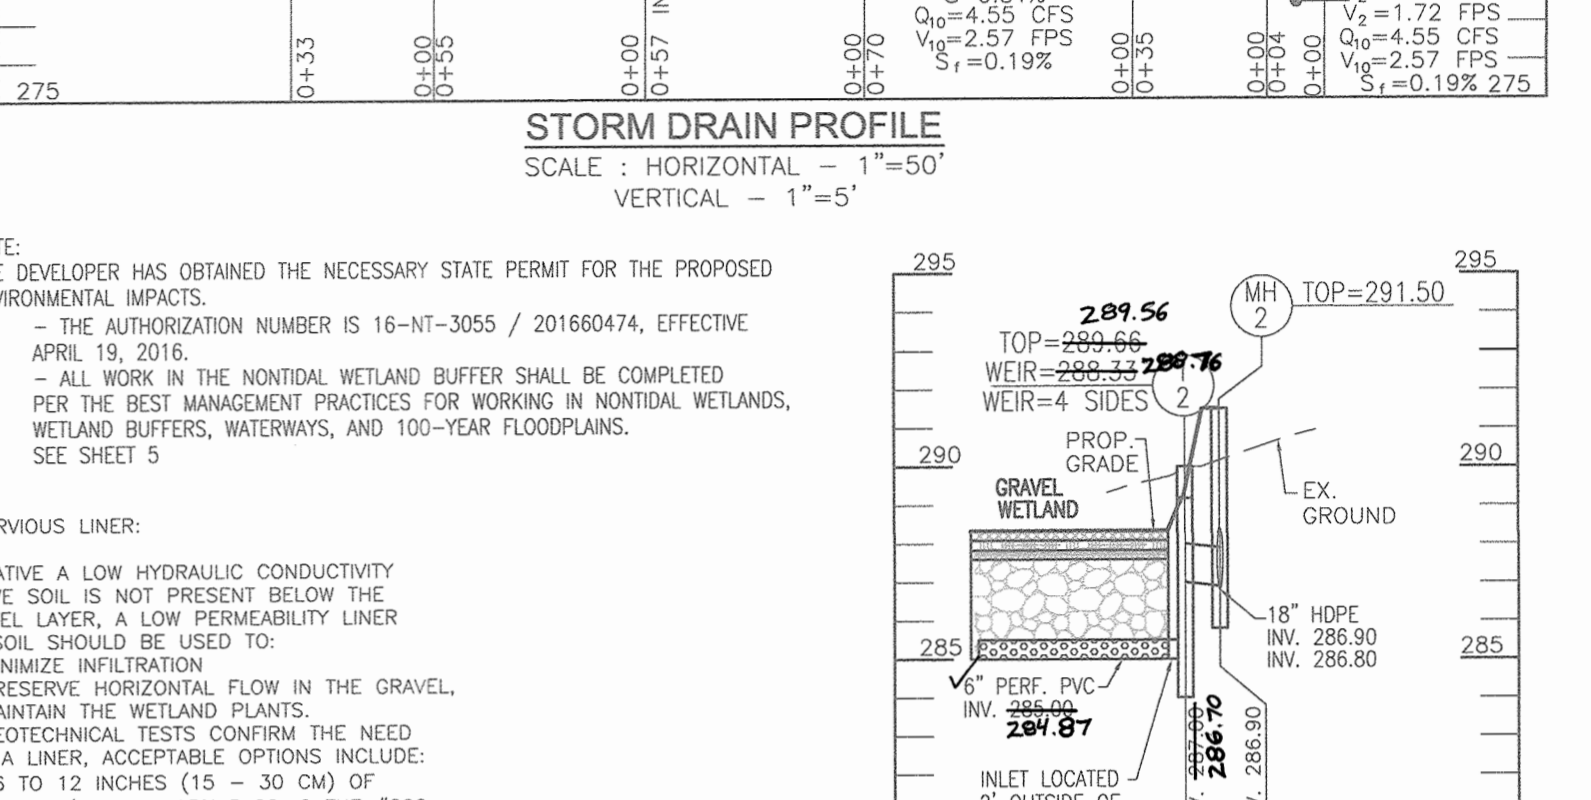 275
0+33
0+00
0+55
0+00
0+57
0+00
0+70
Q10=4.55 CFS
V10=2.57 FPS
Sf=0.19%
0+00
0+35
0+00
0+04
0+00
V2=1.72 FPS
Q10=4.55 CFS
V10=2.57 FPS
Sf=0.19% 275
STORM DRAIN PROFILE
SCALE : HORIZONTAL – 1"=50'
VERTICAL – 1"=5'
TE:
E DEVELOPER HAS OBTAINED THE NECESSARY STATE PERMIT FOR THE PROPOSED
VIRONMENTAL IMPACTS.
– THE AUTHORIZATION NUMBER IS 16–NT–3055 / 201660474, EFFECTIVE
APRIL 19, 2016.
– ALL WORK IN THE NONTIDAL WETLAND BUFFER SHALL BE COMPLETED
PER THE BEST MANAGEMENT PRACTICES FOR WORKING IN NONTIDAL WETLANDS,
WETLAND BUFFERS, WATERWAYS, AND 100–YEAR FLOODPLAINS.
SEE SHEET 5
RVIOUS LINER:
ATIVE A LOW HYDRAULIC CONDUCTIVITY
VE SOIL IS NOT PRESENT BELOW THE
EL LAYER, A LOW PERMEABILITY LINER
SOIL SHOULD BE USED TO:
NIMIZE INFILTRATION
RESERVE HORIZONTAL FLOW IN THE GRAVEL,
AINTAIN THE WETLAND PLANTS.
EOTECHNICAL TESTS CONFIRM THE NEED
A LINER, ACCEPTABLE OPTIONS INCLUDE:
6 TO 12 INCHES (15 – 30 CM) OF
295
295
MH
2
TOP=291.50
289.56
TOP=289.66
WEIR=288.33 288.76
WEIR=4 SIDES
2
PROP.
GRADE
290
290
GRAVEL
WETLAND
EX.
GROUND
18" HDPE
INV. 286.90
INV. 286.80
285
285
6" PERF. PVC
INV. 285.00
284.87
INLET LOCATED
287.00
286.70
286.90